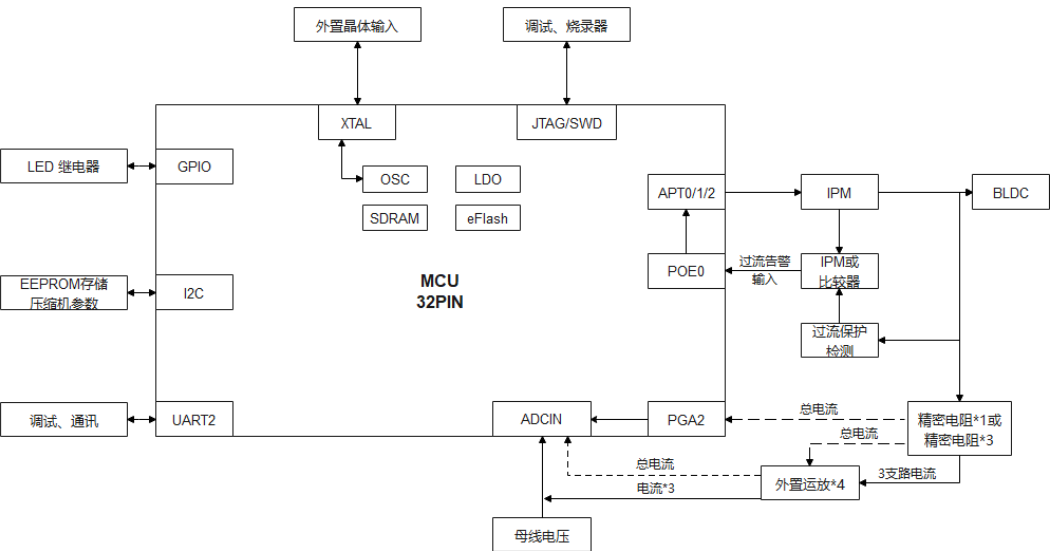 外置晶体输入
调试、烧录器
XTAL
JTAG/SWD
LED 继电器
GPIO
OSC
LDO
APT0/1/2
IPM
BLDC
SDRAM
eFlash
POE0
过流告警
输入
IPM或
比较器
EEPROM存储
压缩机参数
I2C
MCU
32PIN
过流保护
检测
调试、通讯
UART2
ADCIN
PGA2
总电流
精密电阻*1或
精密电阻*3
总电流
总电流
电流*3
外置运放*4
3支路电流
母线电压